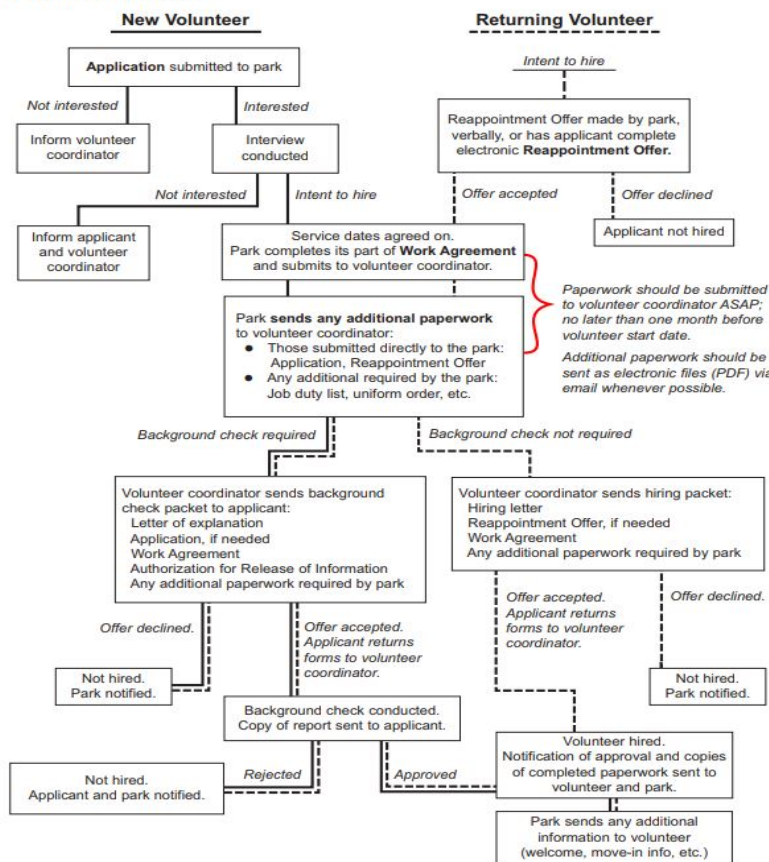 New Volunteer
Returning Volunteer
Application submitted to park
Intent to hire
Not interested
Interested
Reappointment Offer made by park,
verbally, or has applicant complete
electronic Reappointment Offer.
Inform volunteer
coordinator
Interview
conducted
Not interested
Intent to hire
Offer accepted
Offer declined
Inform applicant
and volunteer
coordinator
Service dates agreed on.
Park completes its part of Work Agreement
and submits to volunteer coordinator.
Applicant not hired
Paperwork should be submitted
to volunteer coordinator ASAP;
no later than one month before
volunteer start date.
Additional paperwork should be
sent as electronic files (PDF) via
email whenever possible.
Park sends any additional paperwork
to volunteer coordinator:
● Those submitted directly to the park:
Application, Reappointment Offer
● Any additional required by the park:
Job duty list, uniform order, etc.
Background check required
Background check not required
Volunteer coordinator sends background
check packet to applicant:
Letter of explanation
Application, if needed
Work Agreement
Authorization for Release of Information
Any additional paperwork required by park
Volunteer coordinator sends hiring packet:
Hiring letter
Reappointment Offer, if needed
Work Agreement
Any additional paperwork required by park
Offer declined.
Offer accepted.
Applicant returns
forms to volunteer
coordinator.
Offer accepted.
Applicant returns
forms to volunteer
coordinator.
Offer declined.
Not hired.
Park notified.
Not hired.
Park notified.
Background check conducted.
Copy of report sent to applicant.
Volunteer hired.
Notification of approval and copies
of completed paperwork sent to
volunteer and park.
Not hired.
Applicant and park notified.
Rejected
Approved
Park sends any additional
information to volunteer
(welcome, move-in info, etc.)